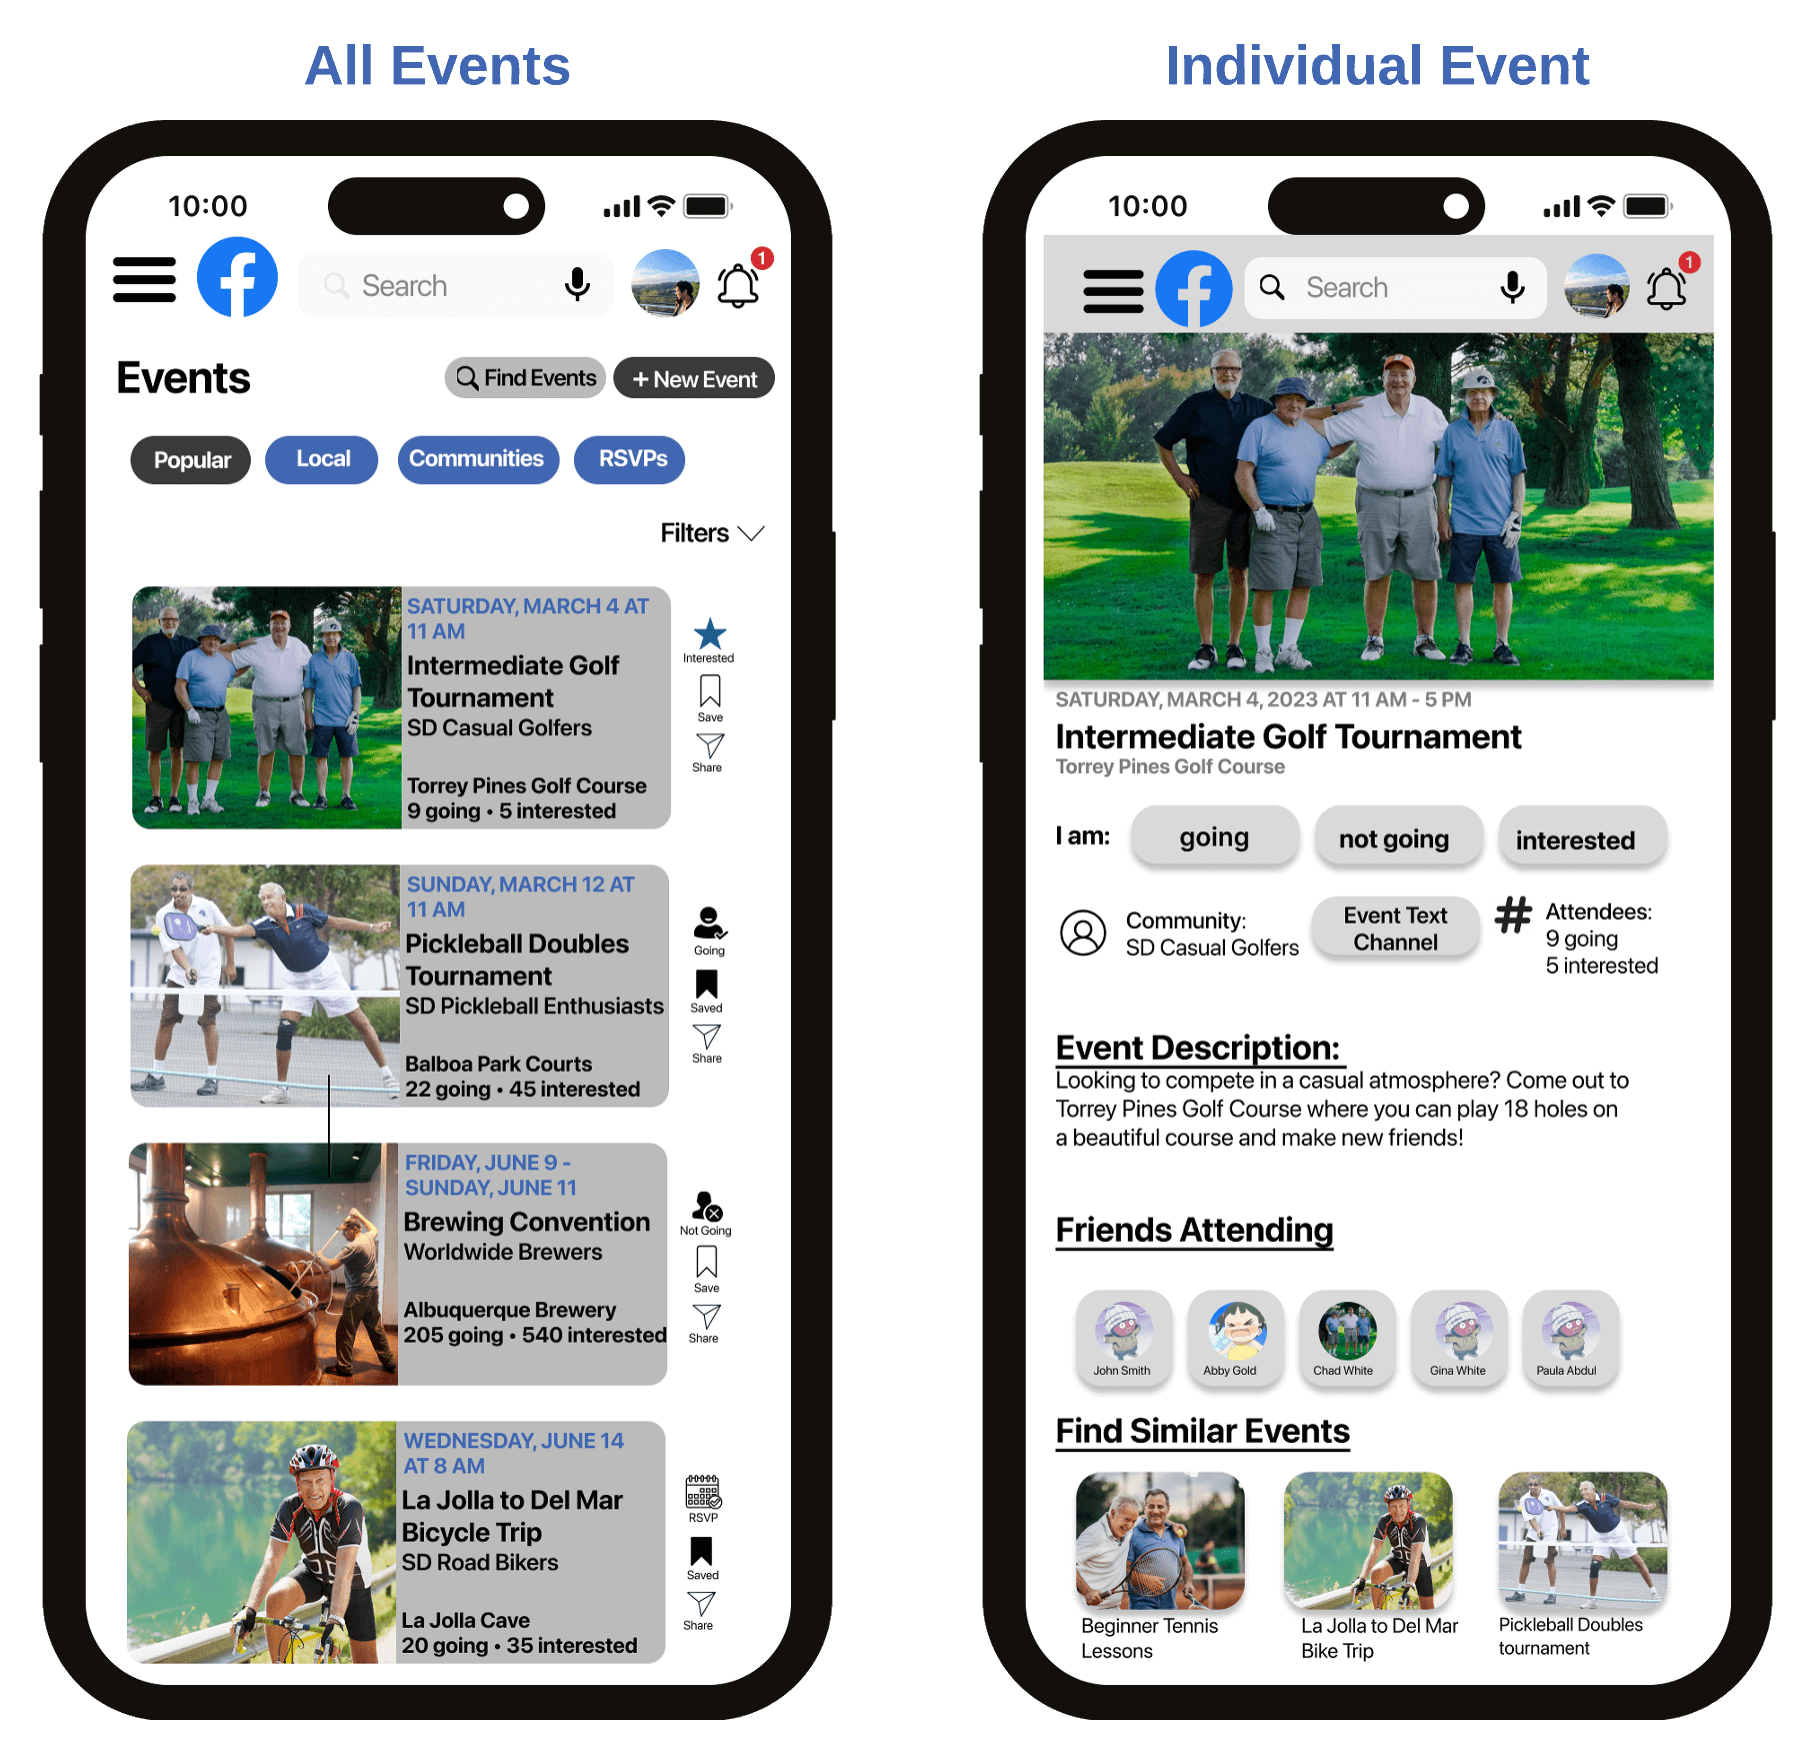 All Events
10:00
Search
1
Events
Find Events
+ New Event
Popular
Local
Communities
RSVPs
Filters
SATURDAY, MARCH 4 AT
11 AM
Intermediate Golf
Tournament
SD Casual Golfers
Torrey Pines Golf Course
9 going • 5 interested
Interested
Save
Share
SUNDAY, MARCH 12 AT
11 AM
Pickleball Doubles
Tournament
SD Pickleball Enthusiasts
Balboa Park Courts
22 going • 45 interested
Going
Saved
Share
FRIDAY, JUNE 9 -
SUNDAY, JUNE 11
Brewing Convention
Worldwide Brewers
Albuquerque Brewery
205 going • 540 interested
Not Going
Save
Share
WEDNESDAY, JUNE 14
AT 8 AM
La Jolla to Del Mar
Bicycle Trip
SD Road Bikers
La Jolla Cave
20 going • 35 interested
RSVP
Saved
Share
Individual Event
10:00
Search
1
SATURDAY, MARCH 4, 2023 AT 11 AM - 5 PM
Intermediate Golf Tournament
Torrey Pines Golf Course
I am:
going
not going
interested
Community:
SD Casual Golfers
Event Text
Channel
#
Attendees:
9 going
5 interested
Event Description:
Looking to compete in a casual atmosphere? Come out to
Torrey Pines Golf Course where you can play 18 holes on
a beautiful course and make new friends!
Friends Attending
John Smith
Abby Gold
Chad White
Gina White
Paula Abdul
Find Similar Events
Beginner Tennis
Lessons
La Jolla to Del Mar
Bike Trip
Pickleball Doubles
tournament